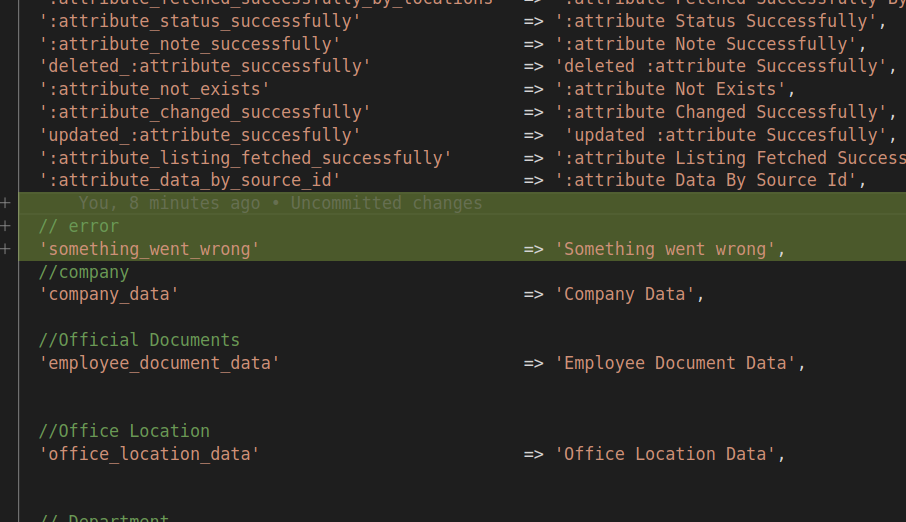 ':attribute_fetched_successfully_by_locations' => ':attribute Fetched Successfully By
':attribute_status_successfully' => ':attribute Status Successfully',
':attribute_note_successfully' => ':attribute Note Successfully',
'deleted_:attribute_successfully' => 'deleted :attribute Successfully',
':attribute_not_exists' => ':attribute Not Exists',
':attribute_changed_successfully' => ':attribute Changed Successfully',
'updated_:attribute_succesfully' => 'updated :attribute Succesfully',
':attribute_listing_fetched_successfully' => ':attribute Listing Fetched Success
':attribute_data_by_source_id' => ':attribute Data By Source Id',
You, 8 minutes ago • Uncommitted changes
// error
'something_went_wrong' => 'Something went wrong',
//company
'company_data' => 'Company Data',
//Official Documents
'employee_document_data' => 'Employee Document Data',
//Office Location
'office_location_data' => 'Office Location Data',
// Department